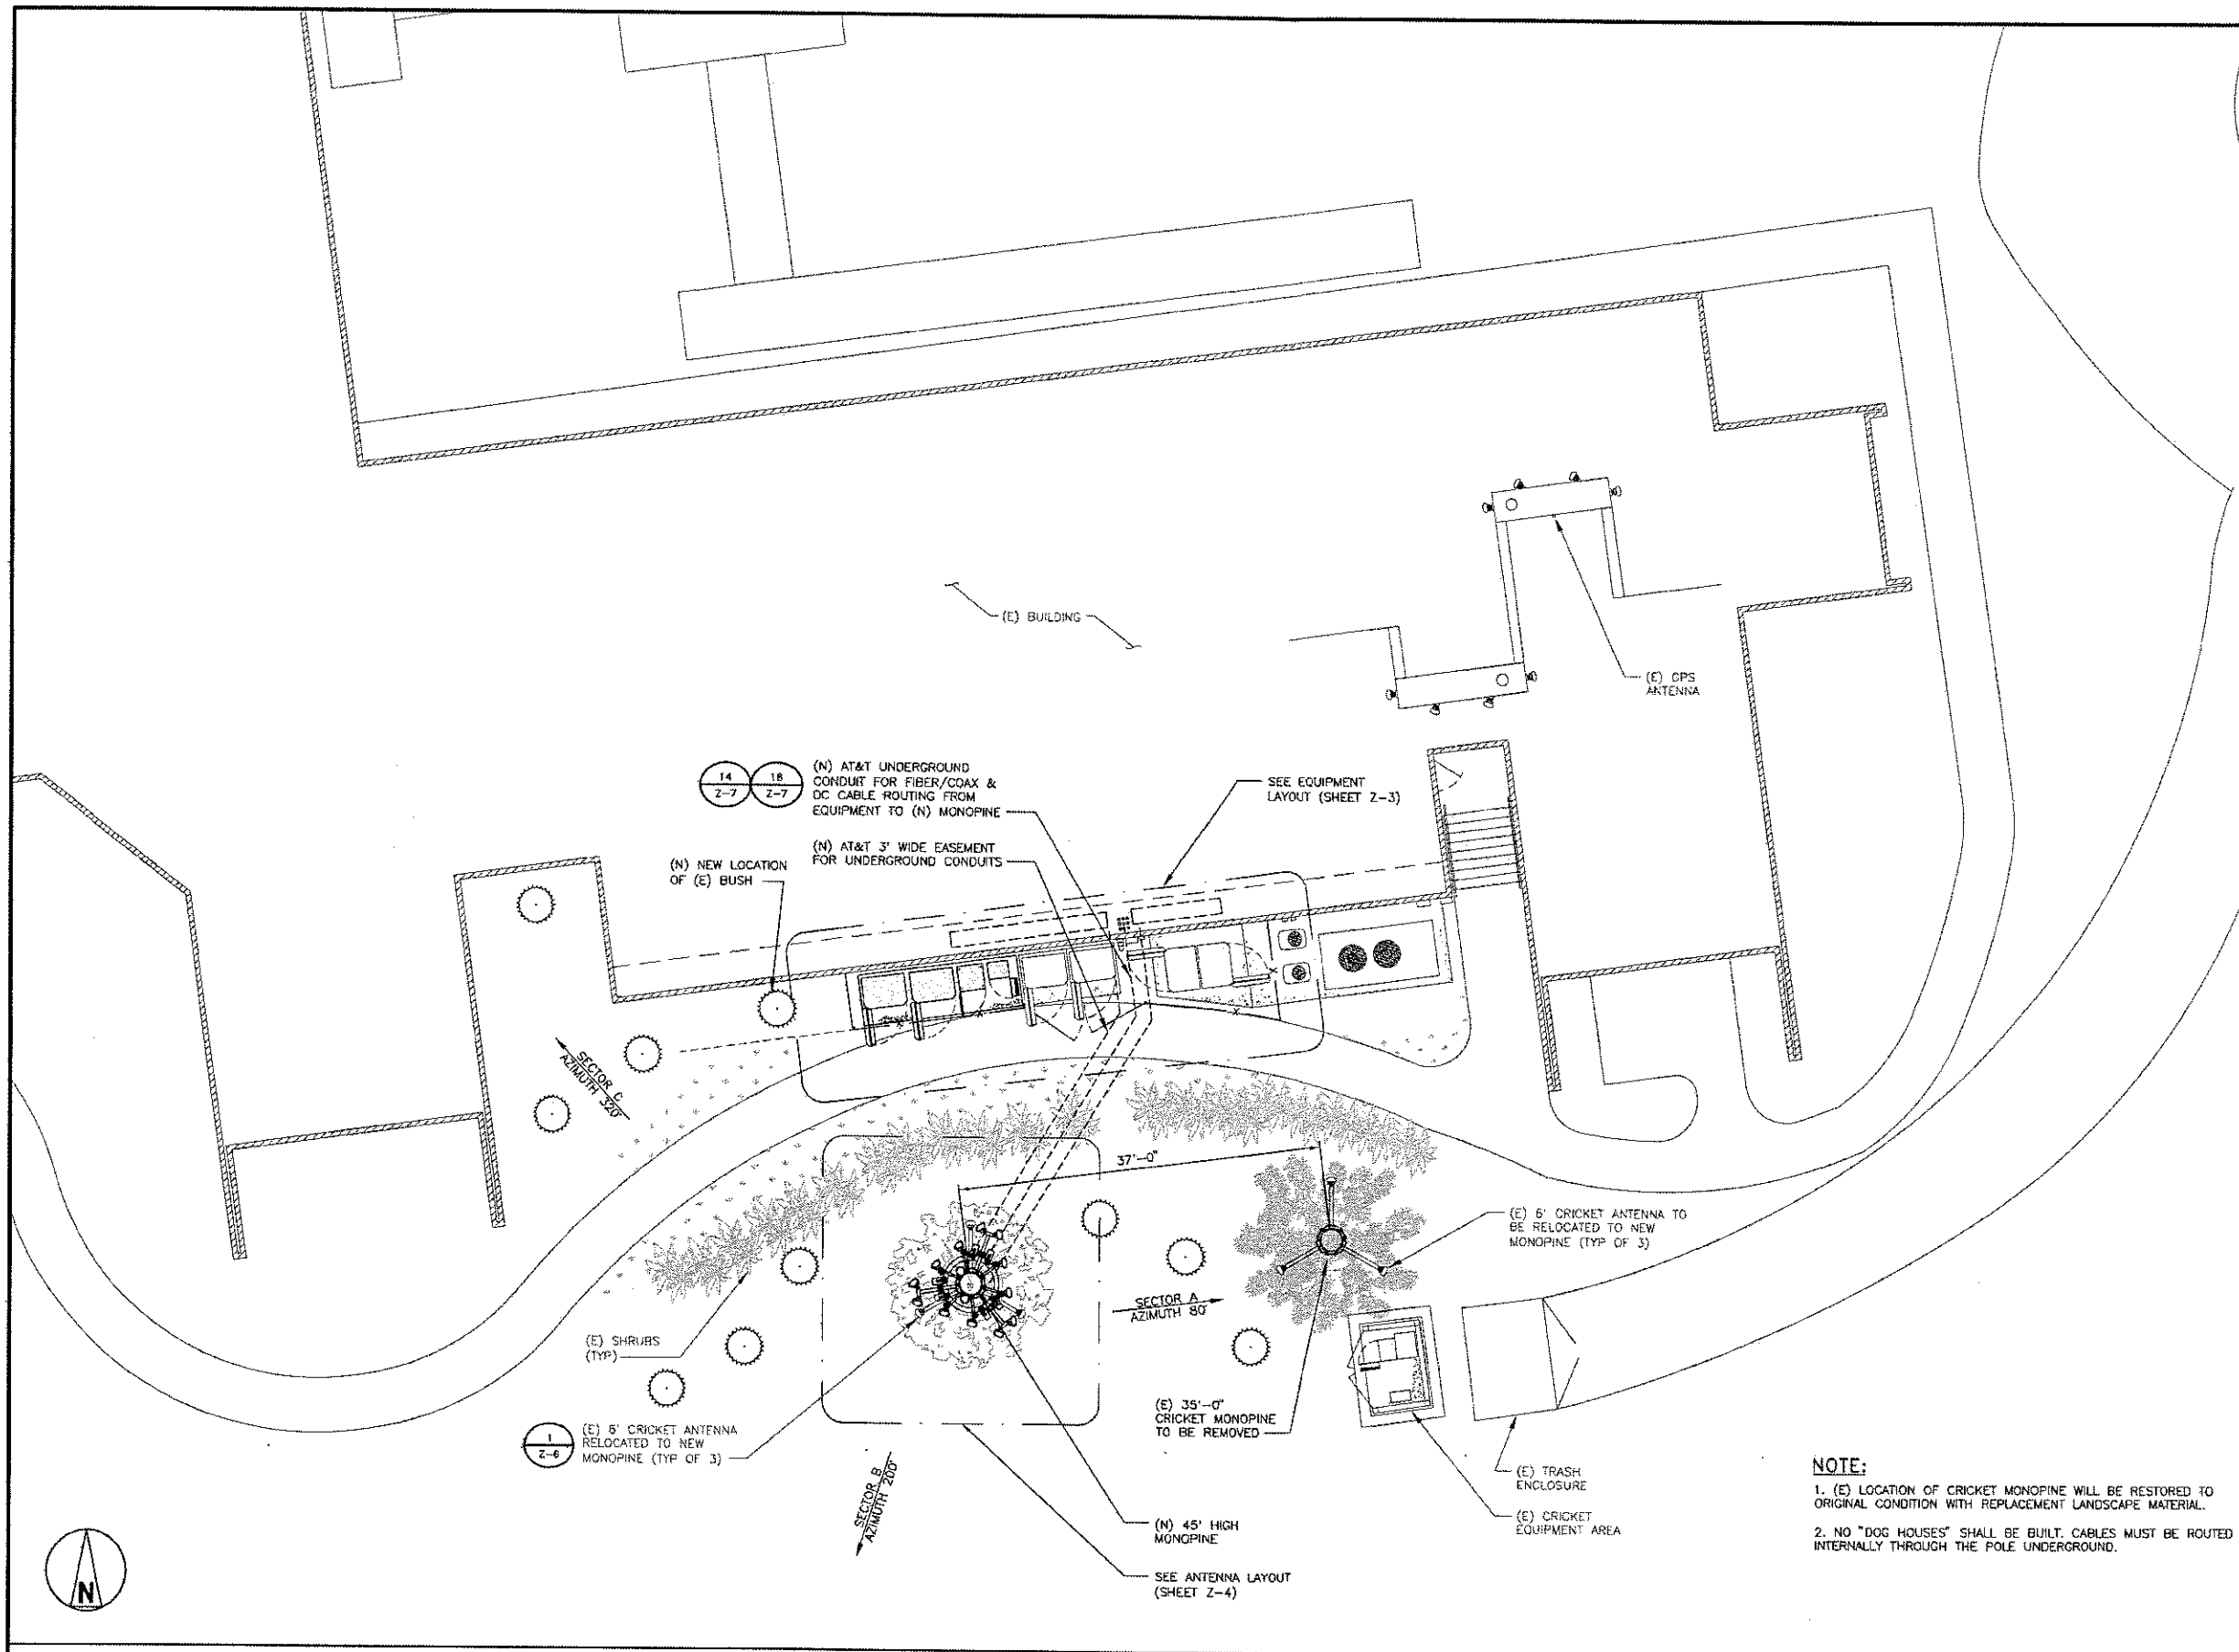 (E) BUILDING
(E) GPS
ANTENNA
14
Z-7
18
Z-7
(N) AT&T UNDERGROUND
CONDUIT FOR FIBER/COAX &
DC CABLE ROUTING FROM
EQUIPMENT TO (N) MONOPINE
SEE EQUIPMENT
LAYOUT (SHEET Z-3)
(N) AT&T 3' WIDE EASEMENT
FOR UNDERGROUND CONDUITS
(N) NEW LOCATION
OF (E) BUSH
SECTOR C
AZIMUTH 320°
37'-0"
(E) 6' CRICKET ANTENNA TO
BE RELOCATED TO NEW
MONOPINE (TYP OF 3)
SECTOR A
AZIMUTH 80°
(E) SHRUBS
(TYP)
(E) 35'-0"
CRICKET MONOPINE
TO BE REMOVED
1
Z-6
(E) 6' CRICKET ANTENNA
RELOCATED TO NEW
MONOPINE (TYP OF 3)
SECTOR B
AZIMUTH 200°
(E) TRASH
ENCLOSURE
(E) CRICKET
EQUIPMENT AREA
(N) 45' HIGH
MONOPINE
SEE ANTENNA LAYOUT
(SHEET Z-4)
N
NOTE:
1. (E) LOCATION OF CRICKET MONOPINE WILL BE RESTORED TO
ORIGINAL CONDITION WITH REPLACEMENT LANDSCAPE MATERIAL.
2. NO "DOG HOUSES" SHALL BE BUILT. CABLES MUST BE ROUTED
INTERNALLY THROUGH THE POLE UNDERGROUND.